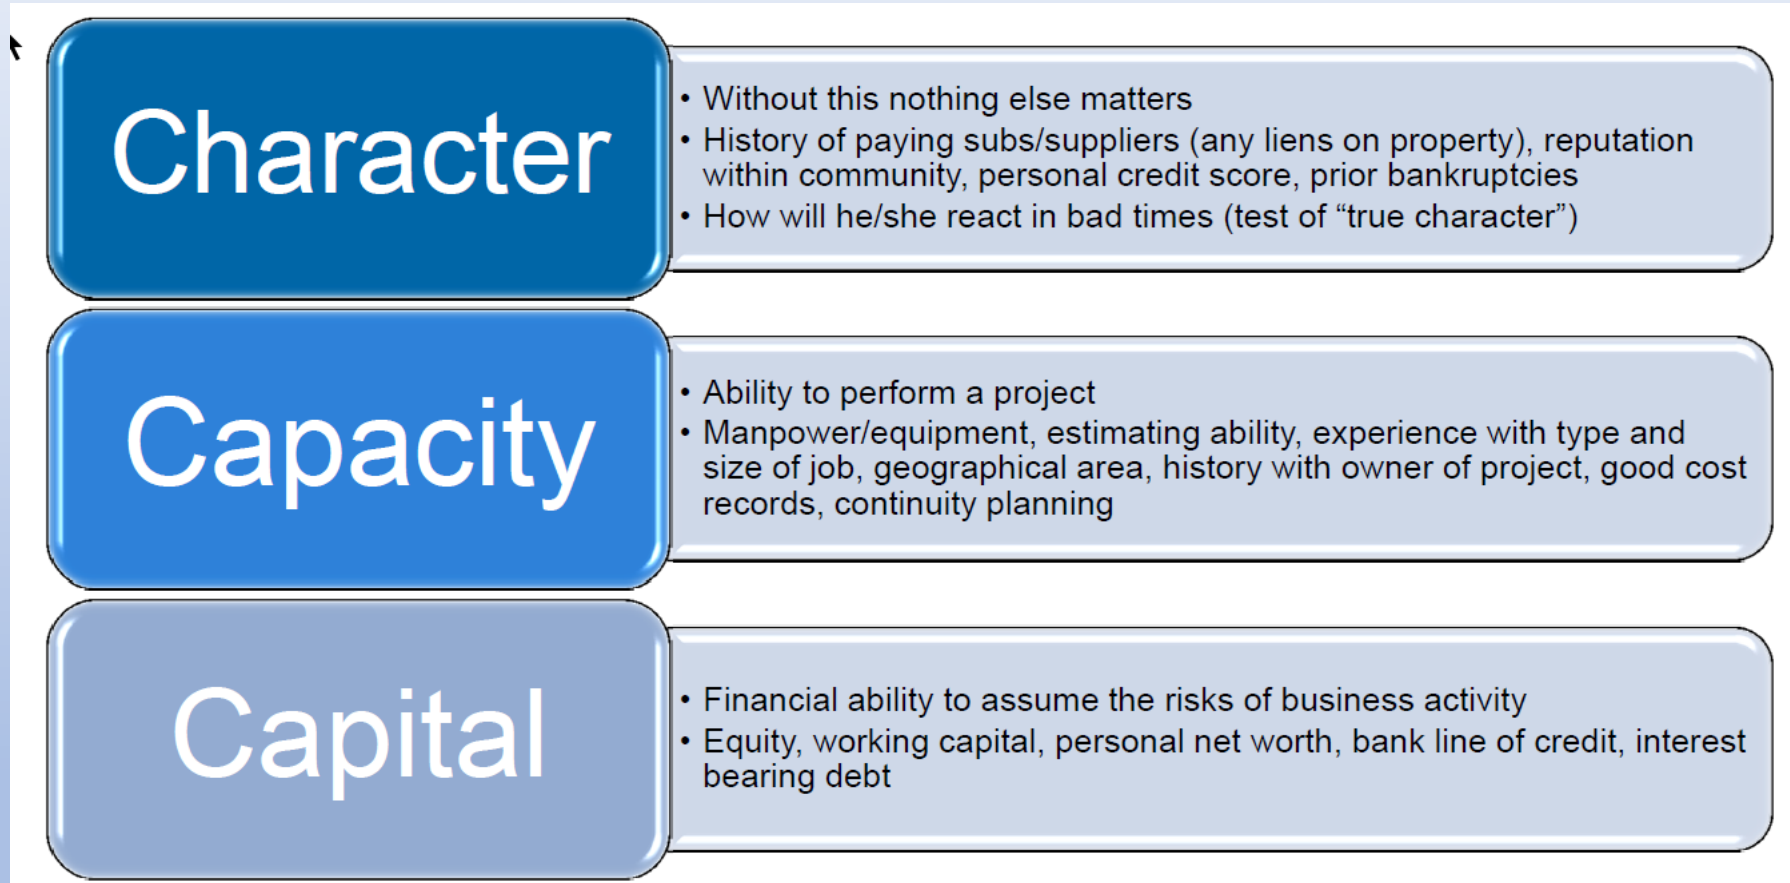 Character
• Without this nothing else matters
• History of paying subs/suppliers (any liens on property), reputation
within community, personal credit score, prior bankruptcies
• How will he/she react in bad times (test of “true character”)
Capacity
• Ability to perform a project
• Manpower/equipment, estimating ability, experience with type and
size of job, geographical area, history with owner of project, good cost
records, continuity planning
Capital
• Financial ability to assume the risks of business activity
• Equity, working capital, personal net worth, bank line of credit, interest
bearing debt